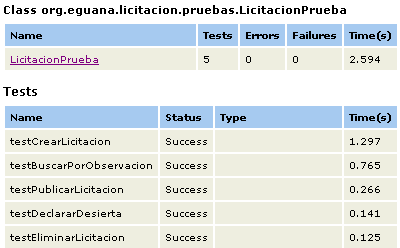 Class org.eguana.licitacion.pruebas.LicitacionPrueba
Name Tests Errors Failures Time(s)
LicitacionPrueba 5 0 0 2.594
Tests
Name Status Type Time(s)
testCrearLicitacion Success 1.297
testBuscarPorObservacion Success 0.765
testPublicarLicitacion Success 0.266
testDeclararDesierta Success 0.141
testEliminarLicitacion Success 0.125